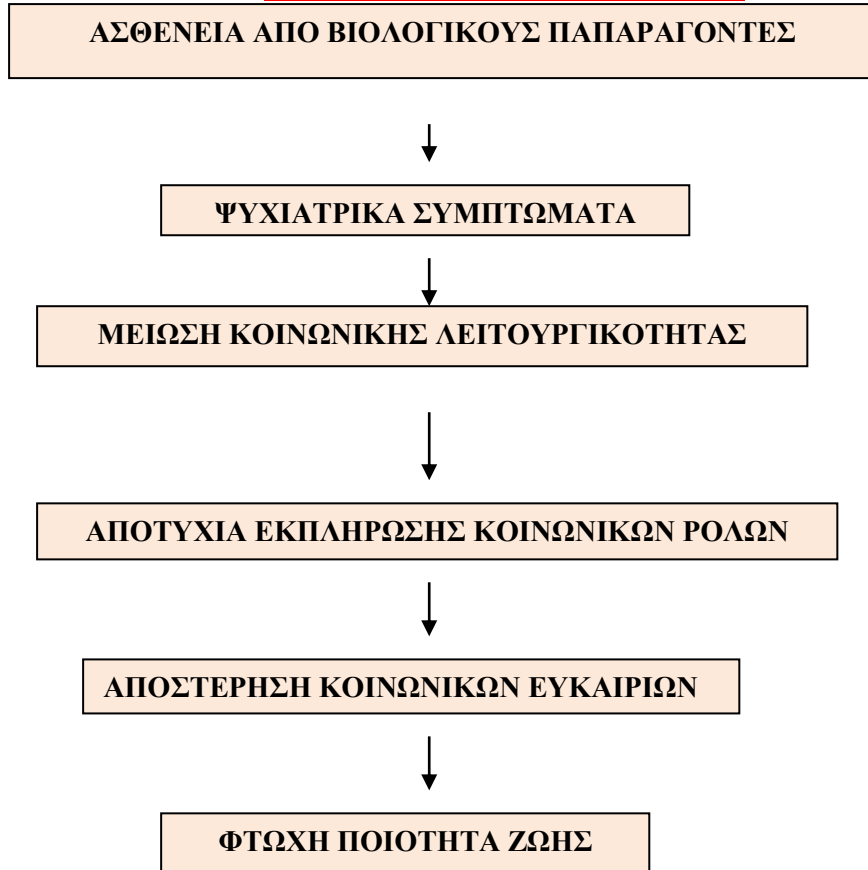 ΑΣΘΕΝΕΙΑ ΑΠΟ ΒΙΟΛΟΓΙΚΟΥΣ ΠΑΠΑΡΑΓΟΝΤΕΣ
ΨΥΧΙΑΤΡΙΚΑ ΣΥΜΠΤΩΜΑΤΑ
ΜΕΙΩΣΗ ΚΟΙΝΩΝΙΚΗΣ ΛΕΙΤΟΥΡΓΙΚΟΤΗΤΑΣ
ΑΠΟΤΥΧΙΑ ΕΚΠΛΗΡΩΣΗΣ ΚΟΙΝΩΝΙΚΩΝ ΡΟΛΩΝ
ΑΠΟΣΤΕΡΗΣΗ ΚΟΙΝΩΝΙΚΩΝ ΕΥΚΑΙΡΙΩΝ
ΦΤΩΧΗ ΠΟΙΟΤΗΤΑ ΖΩΗΣ